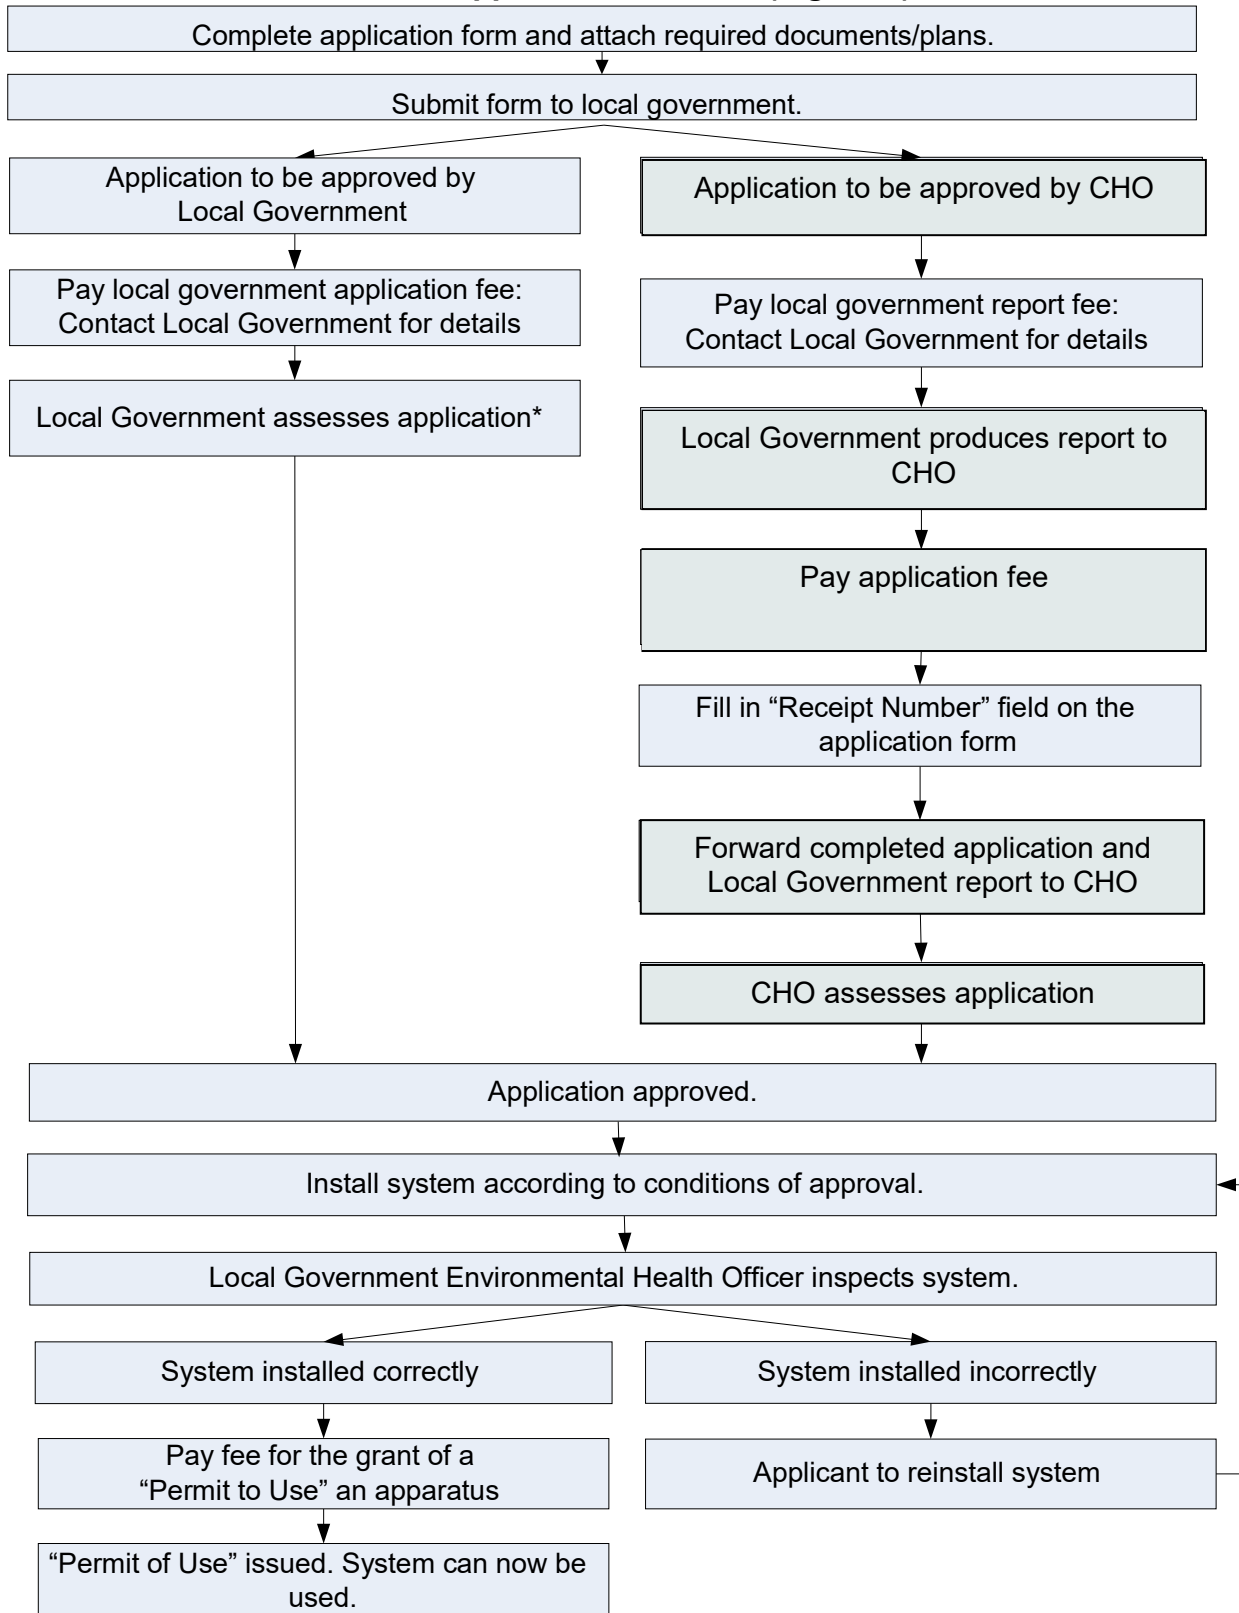 Complete application form and attach required documents/plans.
Submit form to local government.
Application to be approved by
Local Government
Pay local government application fee:
Contact Local Government for details
Local Government assesses application*
Application to be approved by CHO
Pay local government report fee:
Contact Local Government for details
Local Government produces report to
CHO
Pay application fee
Fill in “Receipt Number” field on the
application form
Forward completed application and
Local Government report to CHO
CHO assesses application
Application approved.
Install system according to conditions of approval.
Local Government Environmental Health Officer inspects system.
System installed correctly
Pay fee for the grant of a
“Permit to Use” an apparatus
“Permit of Use” issued. System can now be
used.
System installed incorrectly
Applicant to reinstall system